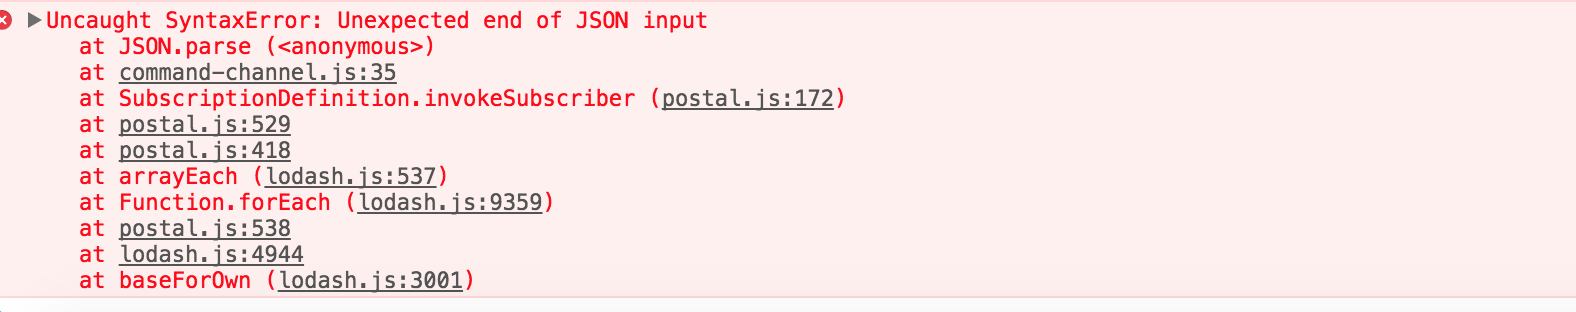 Uncaught SyntaxError: Unexpected end of JSON input
at JSON.parse (<anonymous>)
at command-channel.js:35
at SubscriptionDefinition.invokeSubscriber (postal.js:172)
at postal.js:529
at postal.js:418
at arrayEach (lodash.js:537)
at Function.forEach (lodash.js:9359)
at postal.js:538
at lodash.js:4944
at baseForOwn (lodash.js:3001)